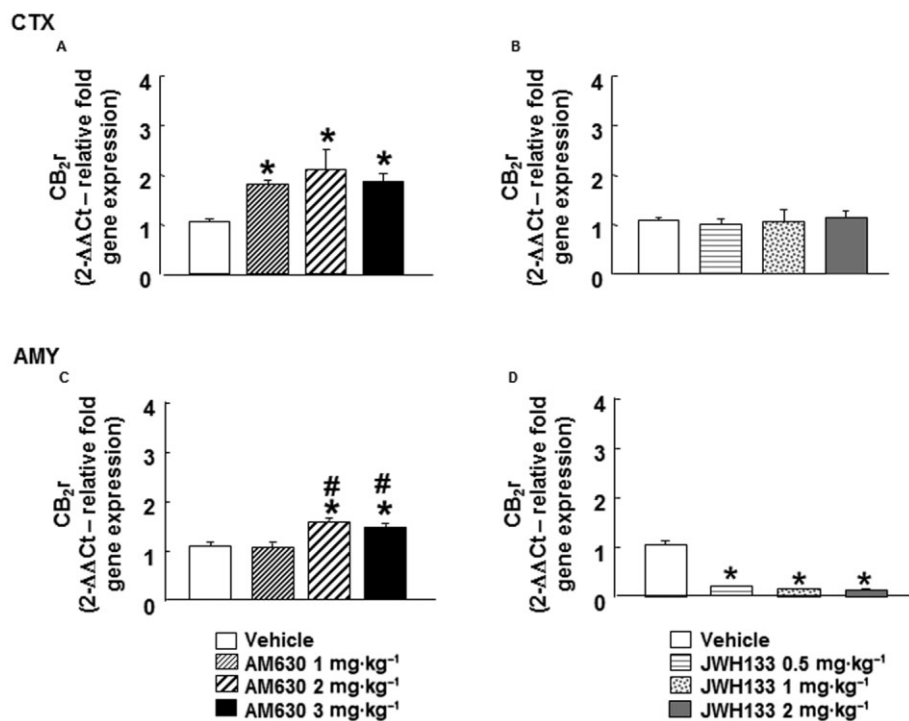 CTX
A
CB₂r
(2-ΔΔCt – relative fold
gene expression)
4
3
2
1
0
*
*
*
B
CB₂r
(2-ΔΔCt – relative fold
gene expression)
4
3
2
1
0
AMY
C
CB₂r
(2-ΔΔCt – relative fold
gene expression)
4
3
2
1
0
# #
* *
D
CB₂r
(2-ΔΔCt – relative fold
gene expression)
4
3
2
1
0
* * *
Vehicle
AM630 1 mg·kg⁻¹
AM630 2 mg·kg⁻¹
AM630 3 mg·kg⁻¹
Vehicle
JWH133 0.5 mg·kg⁻¹
JWH133 1 mg·kg⁻¹
JWH133 2 mg·kg⁻¹